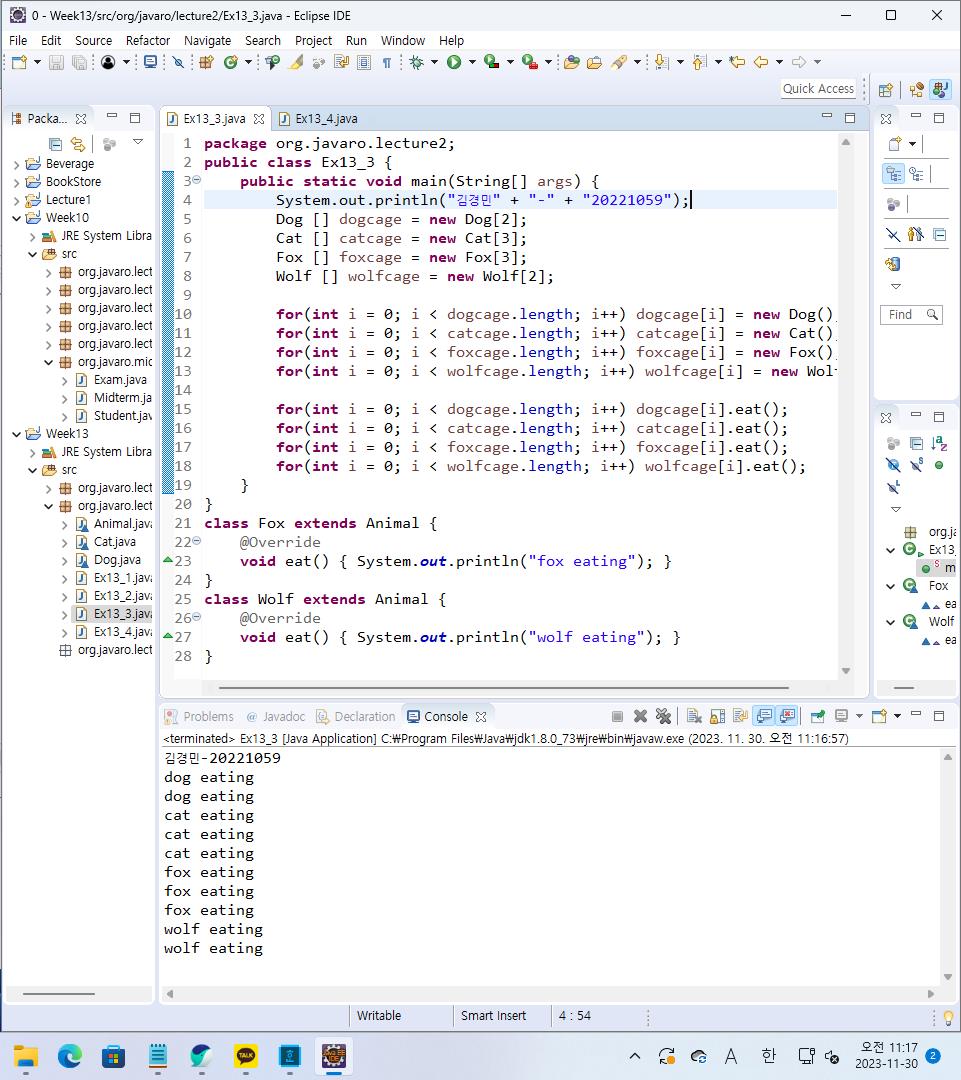 0 - Week13/src/org/javaro/lecture2/Ex13_3.java - Eclipse IDE
File Edit Source Refactor Navigate Search Project Run Window Help
Quick Access
Packa...
Beverage
BookStore
Lecture1
Week10
JRE System Libra
src
org.javaro.lect
org.javaro.lect
org.javaro.lect
org.javaro.lect
org.javaro.lect
org.javaro.mic
Exam.java
Midterm.ja
Student.jav
Week13
JRE System Libra
src
org.javaro.lect
org.javaro.lect
Animal.java
Cat.java
Dog.java
Ex13_1.java
Ex13_2.java
Ex13_3.java
Ex13_4.java
org.javaro.lect
Ex13_3.java Ex13_4.java
1 package org.javaro.lecture2;
2 public class Ex13_3 {
3 public static void main(String[] args) {
4 System.out.println("김경민" + "-" + "20221059");
5 Dog [] dogcage = new Dog[2];
6 Cat [] catcage = new Cat[3];
7 Fox [] foxcage = new Fox[3];
8 Wolf [] wolfcage = new Wolf[2];
9
10 for(int i = 0; i < dogcage.length; i++) dogcage[i] = new Dog()
11 for(int i = 0; i < catcage.length; i++) catcage[i] = new Cat()
12 for(int i = 0; i < foxcage.length; i++) foxcage[i] = new Fox()
13 for(int i = 0; i < wolfcage.length; i++) wolfcage[i] = new Wol
14
15 for(int i = 0; i < dogcage.length; i++) dogcage[i].eat();
16 for(int i = 0; i < catcage.length; i++) catcage[i].eat();
17 for(int i = 0; i < foxcage.length; i++) foxcage[i].eat();
18 for(int i = 0; i < wolfcage.length; i++) wolfcage[i].eat();
19 }
20 }
21 class Fox extends Animal {
22 @Override
23 void eat() { System.out.println("fox eating"); }
24 }
25 class Wolf extends Animal {
26 @Override
27 void eat() { System.out.println("wolf eating"); }
28 }
Find
org.ja
Ex13_
m
Fox
ea
Wolf
ea
Problems @ Javadoc Declaration Console
<terminated> Ex13_3 [Java Application] C:₩Program Files₩Java₩jdk1.8.0_73₩jre₩bin₩javaw.exe (2023. 11. 30. 오전 11:16:57)
김경민-20221059
dog eating
dog eating
cat eating
cat eating
cat eating
fox eating
fox eating
fox eating
wolf eating
wolf eating
Writable Smart Insert 4 : 54
TALK
A 한 오전 11:17
2023-11-30 2